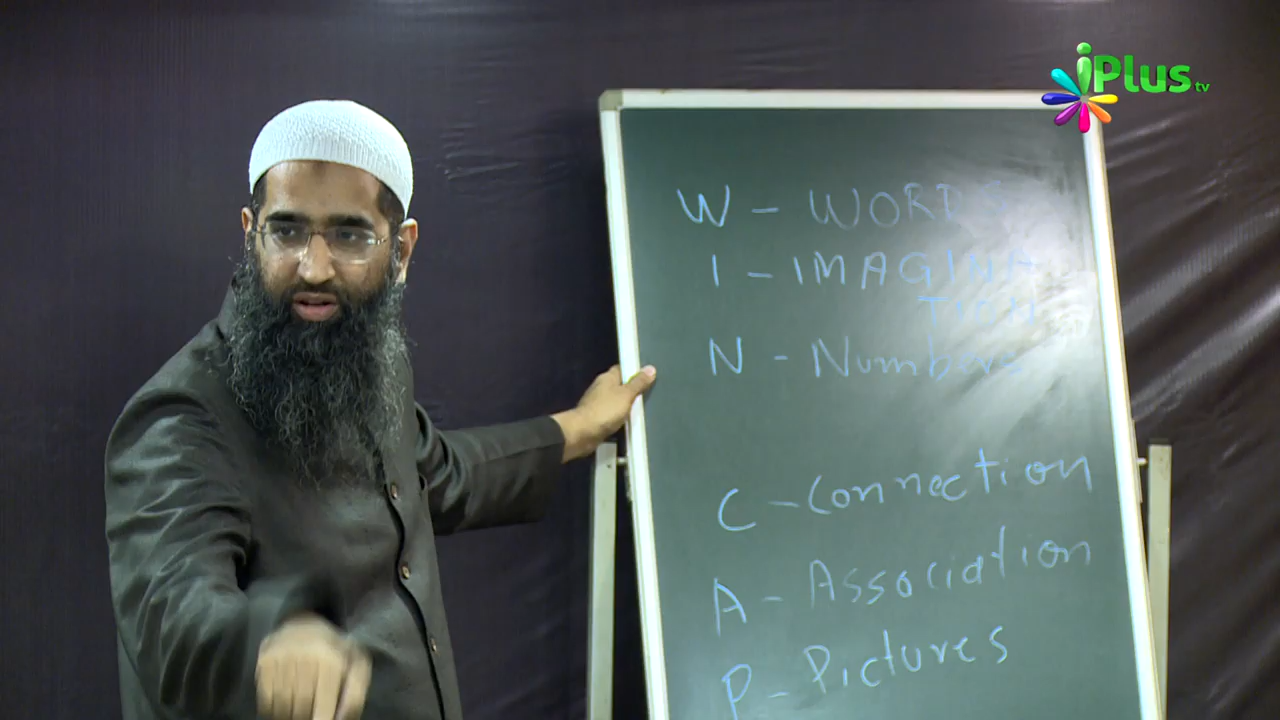 iPlus tv
W - WORDS
I - IMAGINA
TION
N - Numbers
C - Connection
A - Association
P - Pictures